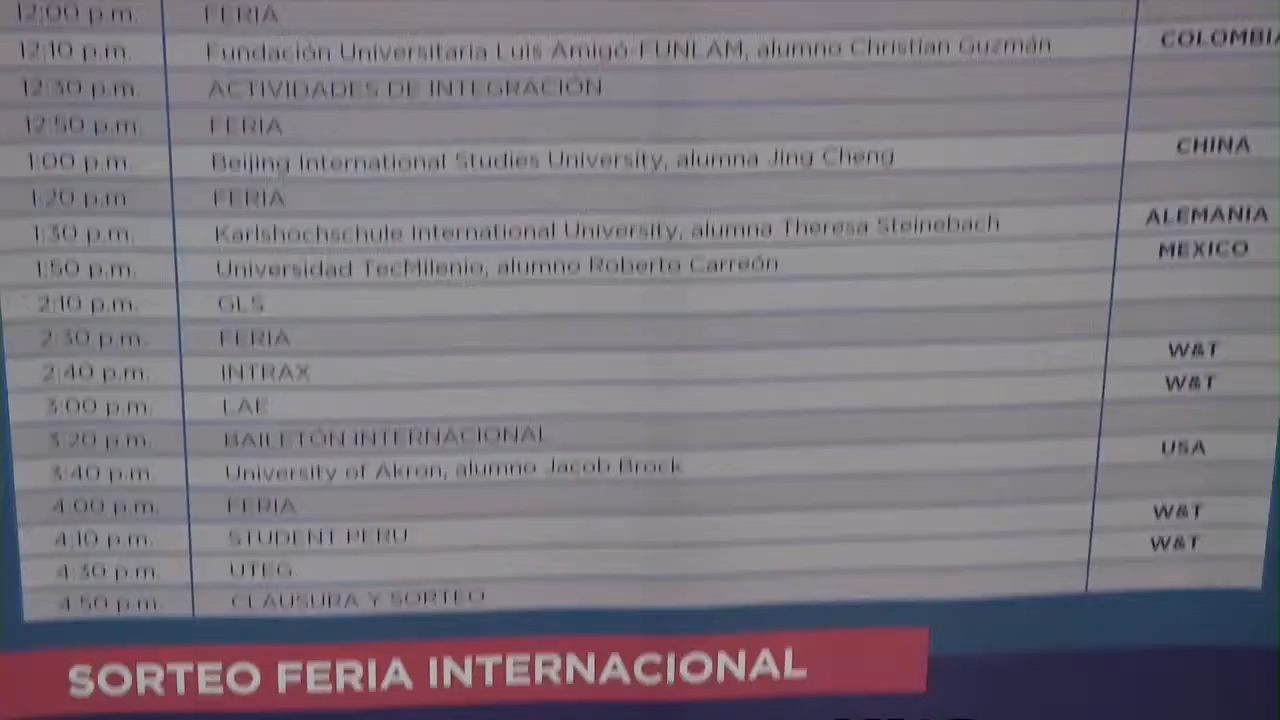 12:00 p.m. FERIA
12:10 p.m. Fundación Universitaria Luis Amigó-FUNLAM, alumno Christian Guzmán COLOMBIA
12:30 p.m. ACTIVIDADES DE INTEGRACIÓN
12:50 p.m. FERIA
1:00 p.m. Beijing International Studies University, alumna Jing Cheng CHINA
1:20 p.m FERIA
1:30 p.m. Karlshochschule International University, alumna Theresa Steinebach ALEMANIA
1:50 p.m. Universidad TecMilenio, alumno Roberto Carreón MEXICO
2:10 p.m. GLS
2:30 p.m. FERIA
2:40 p.m. INTRAX W&T
3:00 p.m. LAE W&T
3:20 p.m. BAILETÓN INTERNACIONAL
3:40 p.m. University of Akron, alumno Jacob Brock USA
4:00 p.m. FERIA
4:10 p.m. STUDENT PERU W&T
4:30 p.m. UTEG W&T
4:50 p.m. CLAUSURA Y SORTEO
SORTEO FERIA INTERNACIONAL